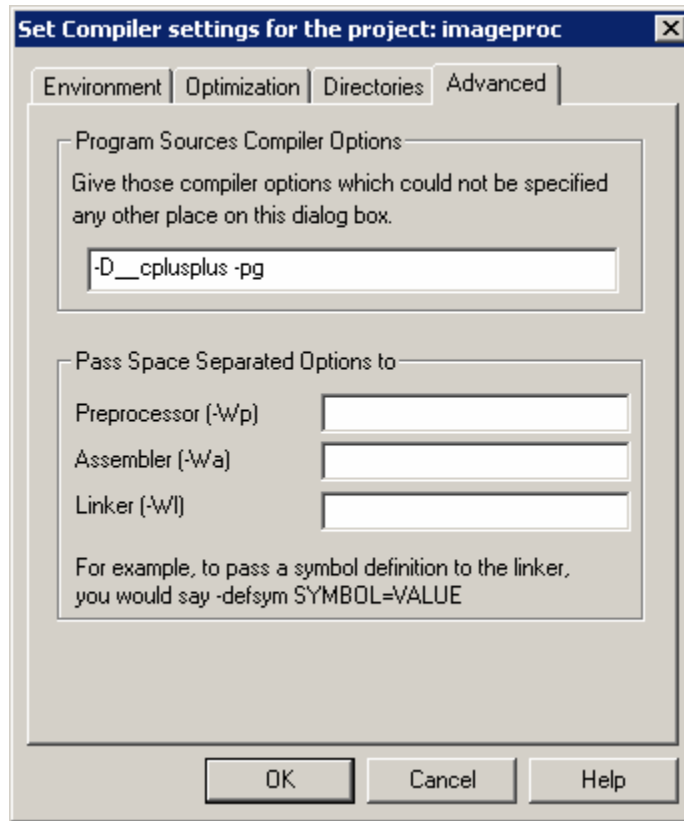 Set Compiler settings for the project: imageproc
Environment Optimization Directories Advanced
Program Sources Compiler Options
Give those compiler options which could not be specified
any other place on this dialog box.
-D__cplusplus -pg
Pass Space Separated Options to
Preprocessor (-Wp)
Assembler (-Wa)
Linker (-Wl)
For example, to pass a symbol definition to the linker,
you would say -defsym SYMBOL=VALUE
OK Cancel Help